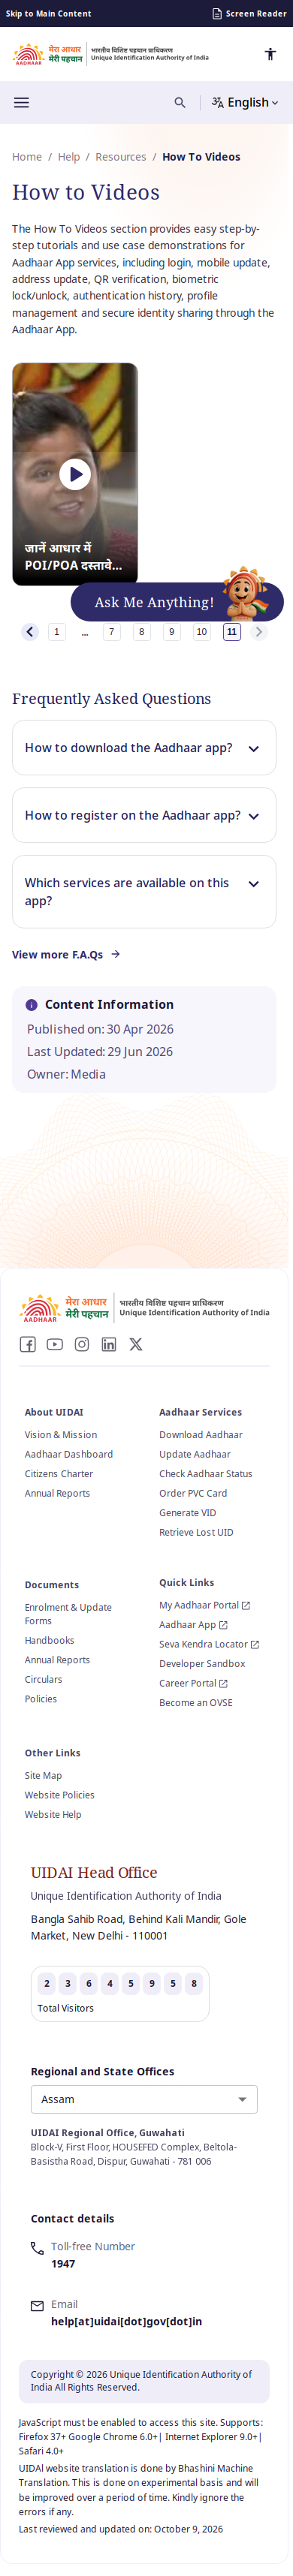 Skip to Main Content
Screen Reader
मेरा आधार
मेरी पहचान
AADHAAR
भारतीय विशिष्ट पहचान प्राधिकरण
Unique Identification Authority of India
English
Home / Help / Resources / How To Videos
How to Videos
The How To Videos section provides easy step-by-
step tutorials and use case demonstrations for
Aadhaar App services, including login, mobile update,
address update, QR verification, biometric
lock/unlock, authentication history, profile
management and secure identity sharing through the
Aadhaar App.
जानें आधार में
POI/POA दस्तावे...
Ask Me Anything!
1 ... 7 8 9 10 11
Frequently Asked Questions
How to download the Aadhaar app?
How to register on the Aadhaar app?
Which services are available on this
app?
View more F.A.Qs
Content Information
Published on: 30 Apr 2026
Last Updated: 29 Jun 2026
Owner: Media
मेरा आधार
मेरी पहचान
AADHAAR
भारतीय विशिष्ट पहचान प्राधिकरण
Unique Identification Authority of India
About UIDAI
Vision & Mission
Aadhaar Dashboard
Citizens Charter
Annual Reports
Aadhaar Services
Download Aadhaar
Update Aadhaar
Check Aadhaar Status
Order PVC Card
Generate VID
Retrieve Lost UID
Documents
Enrolment & Update
Forms
Handbooks
Annual Reports
Circulars
Policies
Quick Links
My Aadhaar Portal
Aadhaar App
Seva Kendra Locator
Developer Sandbox
Career Portal
Become an OVSE
Other Links
Site Map
Website Policies
Website Help
UIDAI Head Office
Unique Identification Authority of India
Bangla Sahib Road, Behind Kali Mandir, Gole
Market, New Delhi - 110001
2 3 6 4 5 9 5 8
Total Visitors
Regional and State Offices
Assam
UIDAI Regional Office, Guwahati
Block-V, First Floor, HOUSEFED Complex, Beltola-
Basistha Road, Dispur, Guwahati - 781 006
Contact details
Toll-free Number
1947
Email
help[at]uidai[dot]gov[dot]in
Copyright © 2026 Unique Identification Authority of
India All Rights Reserved.
JavaScript must be enabled to access this site. Supports:
Firefox 37+ Google Chrome 6.0+| Internet Explorer 9.0+|
Safari 4.0+
UIDAI website translation is done by Bhashini Machine
Translation. This is done on experimental basis and will
be improved over a period of time. Kindly ignore the
errors if any.
Last reviewed and updated on: October 9, 2026